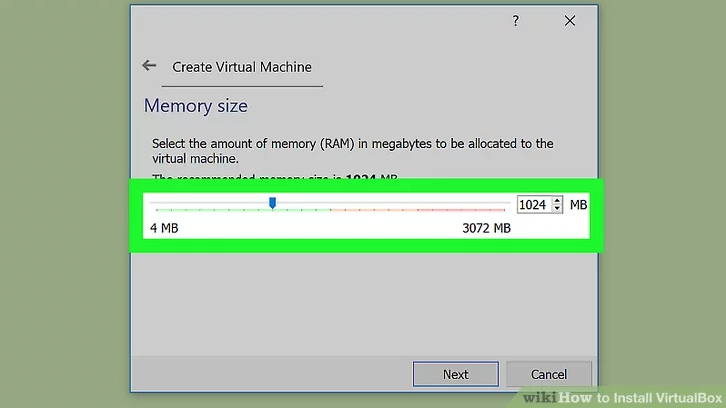 ?
Create Virtual Machine
Memory size
Select the amount of memory (RAM) in megabytes to be allocated to the
virtual machine.
The recommended memory size is 1024 MB
1024 MB
4 MB 3072 MB
Next Cancel
wikiHow to Install VirtualBox